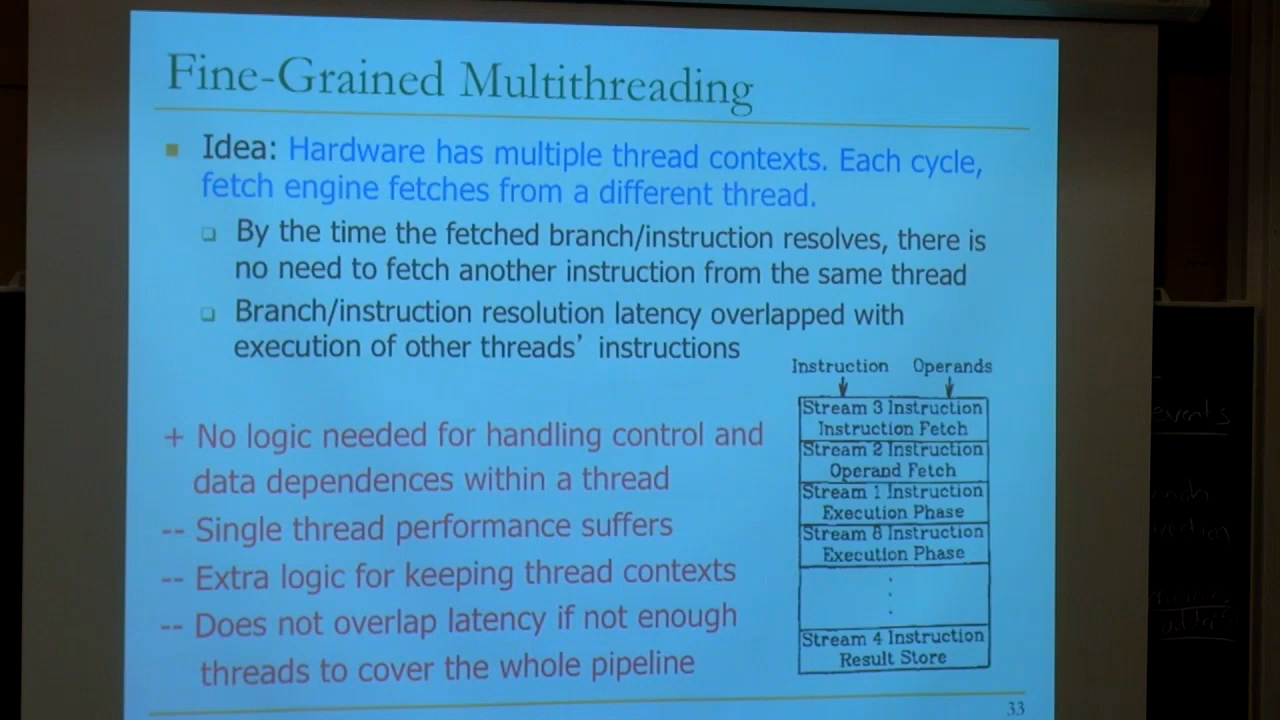 Fine-Grained Multithreading
Idea: Hardware has multiple thread contexts. Each cycle,
fetch engine fetches from a different thread.
By the time the fetched branch/instruction resolves, there is
no need to fetch another instruction from the same thread
Branch/instruction resolution latency overlapped with
execution of other threads' instructions
+ No logic needed for handling control and
data dependences within a thread
-- Single thread performance suffers
-- Extra logic for keeping thread contexts
-- Does not overlap latency if not enough
threads to cover the whole pipeline
Instruction Operands
Stream 3 Instruction
Instruction Fetch
Stream 2 Instruction
Operand Fetch
Stream 1 Instruction
Execution Phase
Stream 8 Instruction
Execution Phase
Stream 4 Instruction
Result Store
33
events